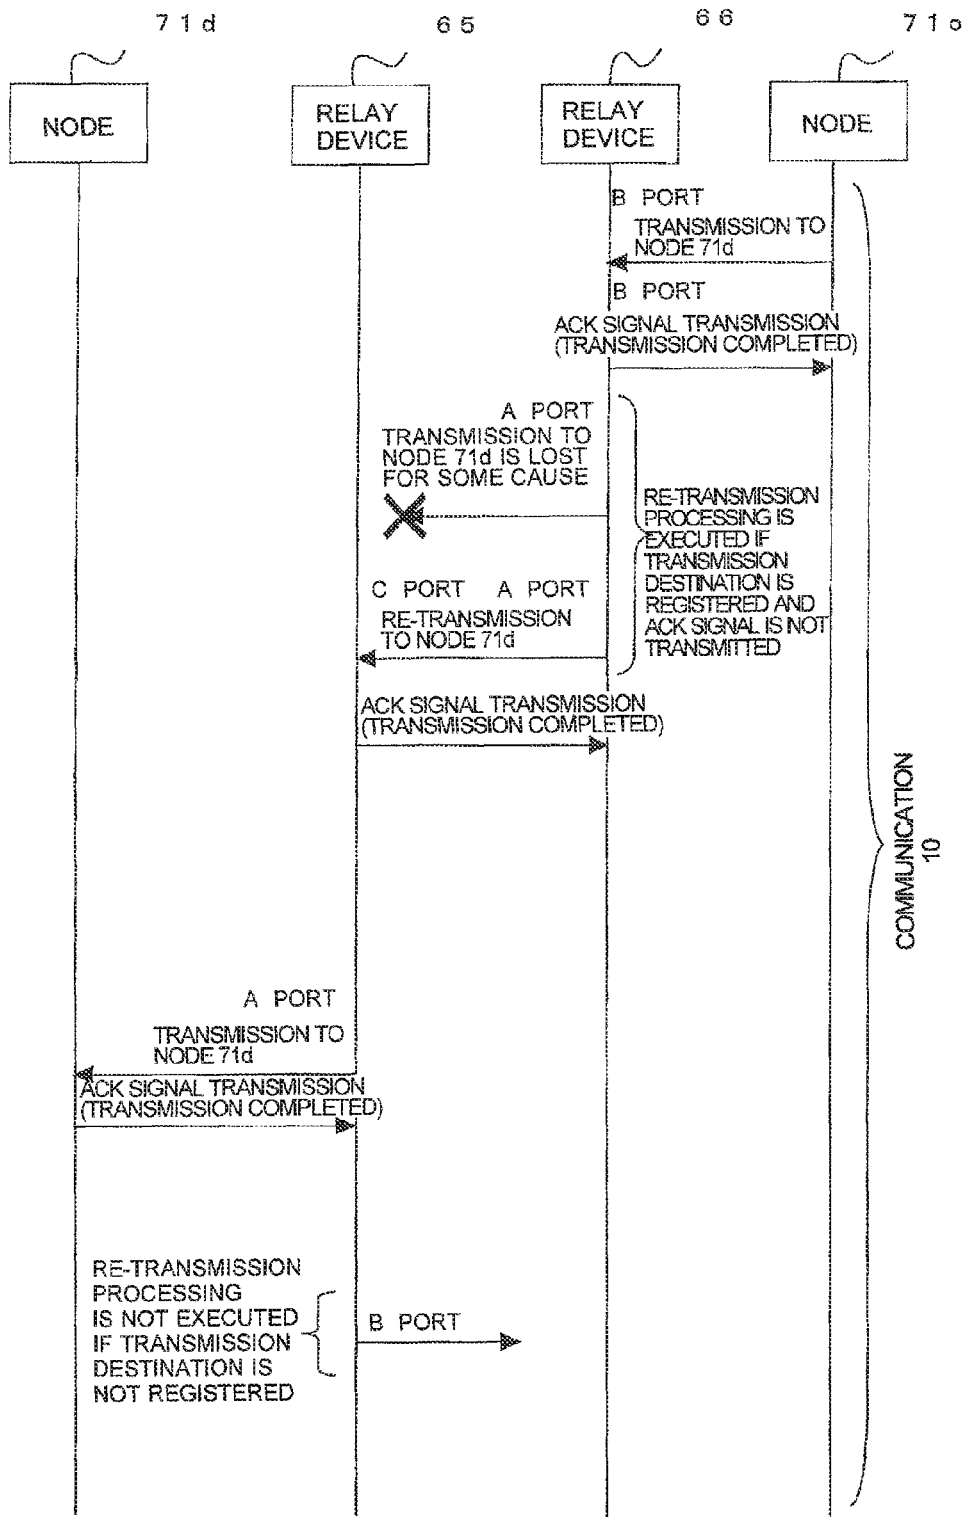 71d
65
66
NODE
RELAY
DEVICE
RELAY
DEVICE
NODE
B PORT
TRANSMISSION TO
NODE 71d
B PORT
ACK SIGNAL TRANSMISSION
(TRANSMISSION COMPLETED)
A PORT
TRANSMISSION TO
NODE 71d IS LOST
FOR SOME CAUSE
RE-TRANSMISSION
PROCESSING IS
EXECUTED IF
TRANSMISSION
DESTINATION IS
REGISTERED AND
ACK SIGNAL IS NOT
TRANSMITTED
C PORT A PORT
RE-TRANSMISSION
TO NODE 71d
ACK SIGNAL TRANSMISSION
(TRANSMISSION COMPLETED)
COMMUNICATION
10
A PORT
TRANSMISSION TO
NODE 71d
ACK SIGNAL TRANSMISSION
(TRANSMISSION COMPLETED)
RE-TRANSMISSION
PROCESSING
IS NOT EXECUTED
IF TRANSMISSION
DESTINATION IS
NOT REGISTERED
B PORT